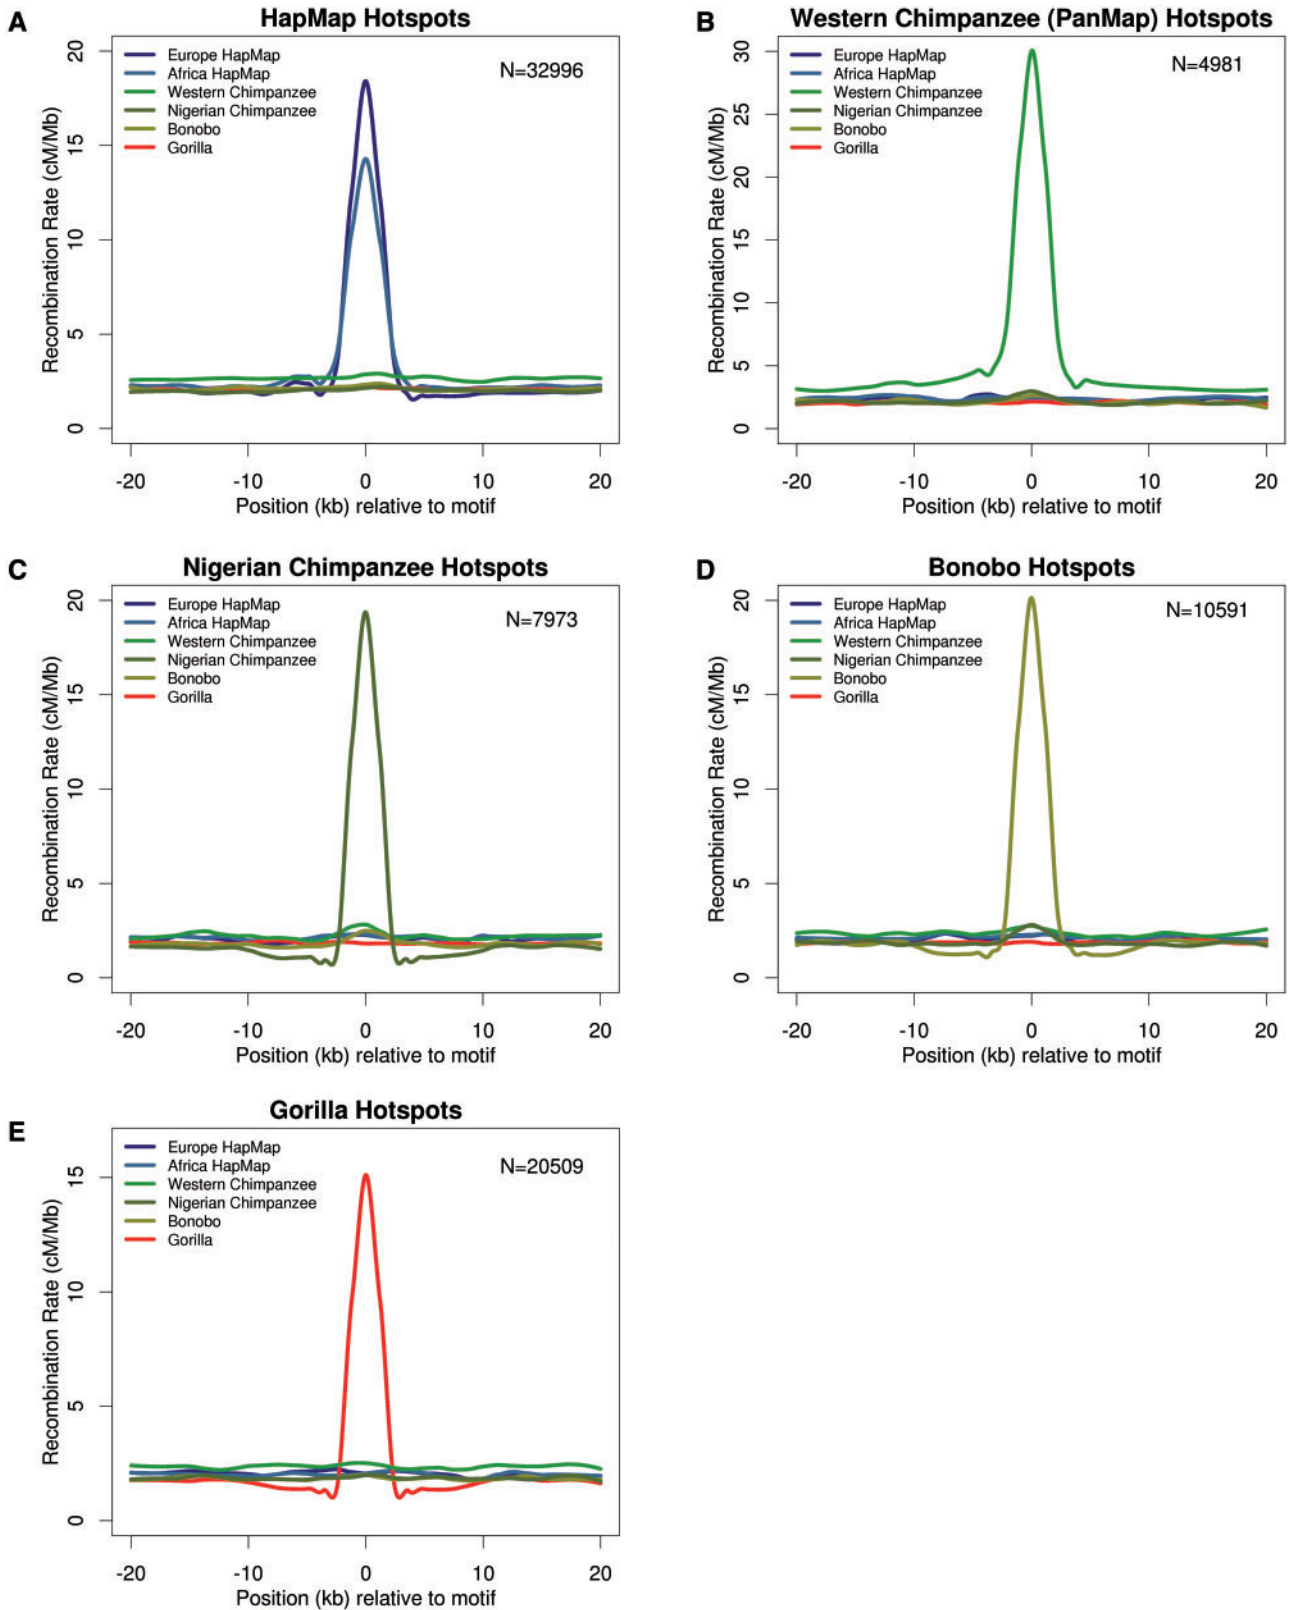 A
HapMap Hotspots
Europe HapMap
Africa HapMap
Western Chimpanzee
Nigerian Chimpanzee
Bonobo
Gorilla
N=32996
Recombination Rate (cM/Mb)
20
15
10
5
0
-20 -10 0 10 20
Position (kb) relative to motif
B
Western Chimpanzee (PanMap) Hotspots
Europe HapMap
Africa HapMap
Western Chimpanzee
Nigerian Chimpanzee
Bonobo
Gorilla
N=4981
Recombination Rate (cM/Mb)
30
25
20
15
10
5
0
-20 -10 0 10 20
Position (kb) relative to motif
C
Nigerian Chimpanzee Hotspots
Europe HapMap
Africa HapMap
Western Chimpanzee
Nigerian Chimpanzee
Bonobo
Gorilla
N=7973
Recombination Rate (cM/Mb)
20
15
10
5
0
-20 -10 0 10 20
Position (kb) relative to motif
D
Bonobo Hotspots
Europe HapMap
Africa HapMap
Western Chimpanzee
Nigerian Chimpanzee
Bonobo
Gorilla
N=10591
Recombination Rate (cM/Mb)
20
15
10
5
0
-20 -10 0 10 20
Position (kb) relative to motif
E
Gorilla Hotspots
Europe HapMap
Africa HapMap
Western Chimpanzee
Nigerian Chimpanzee
Bonobo
Gorilla
N=20509
Recombination Rate (cM/Mb)
15
10
5
0
-20 -10 0 10 20
Position (kb) relative to motif